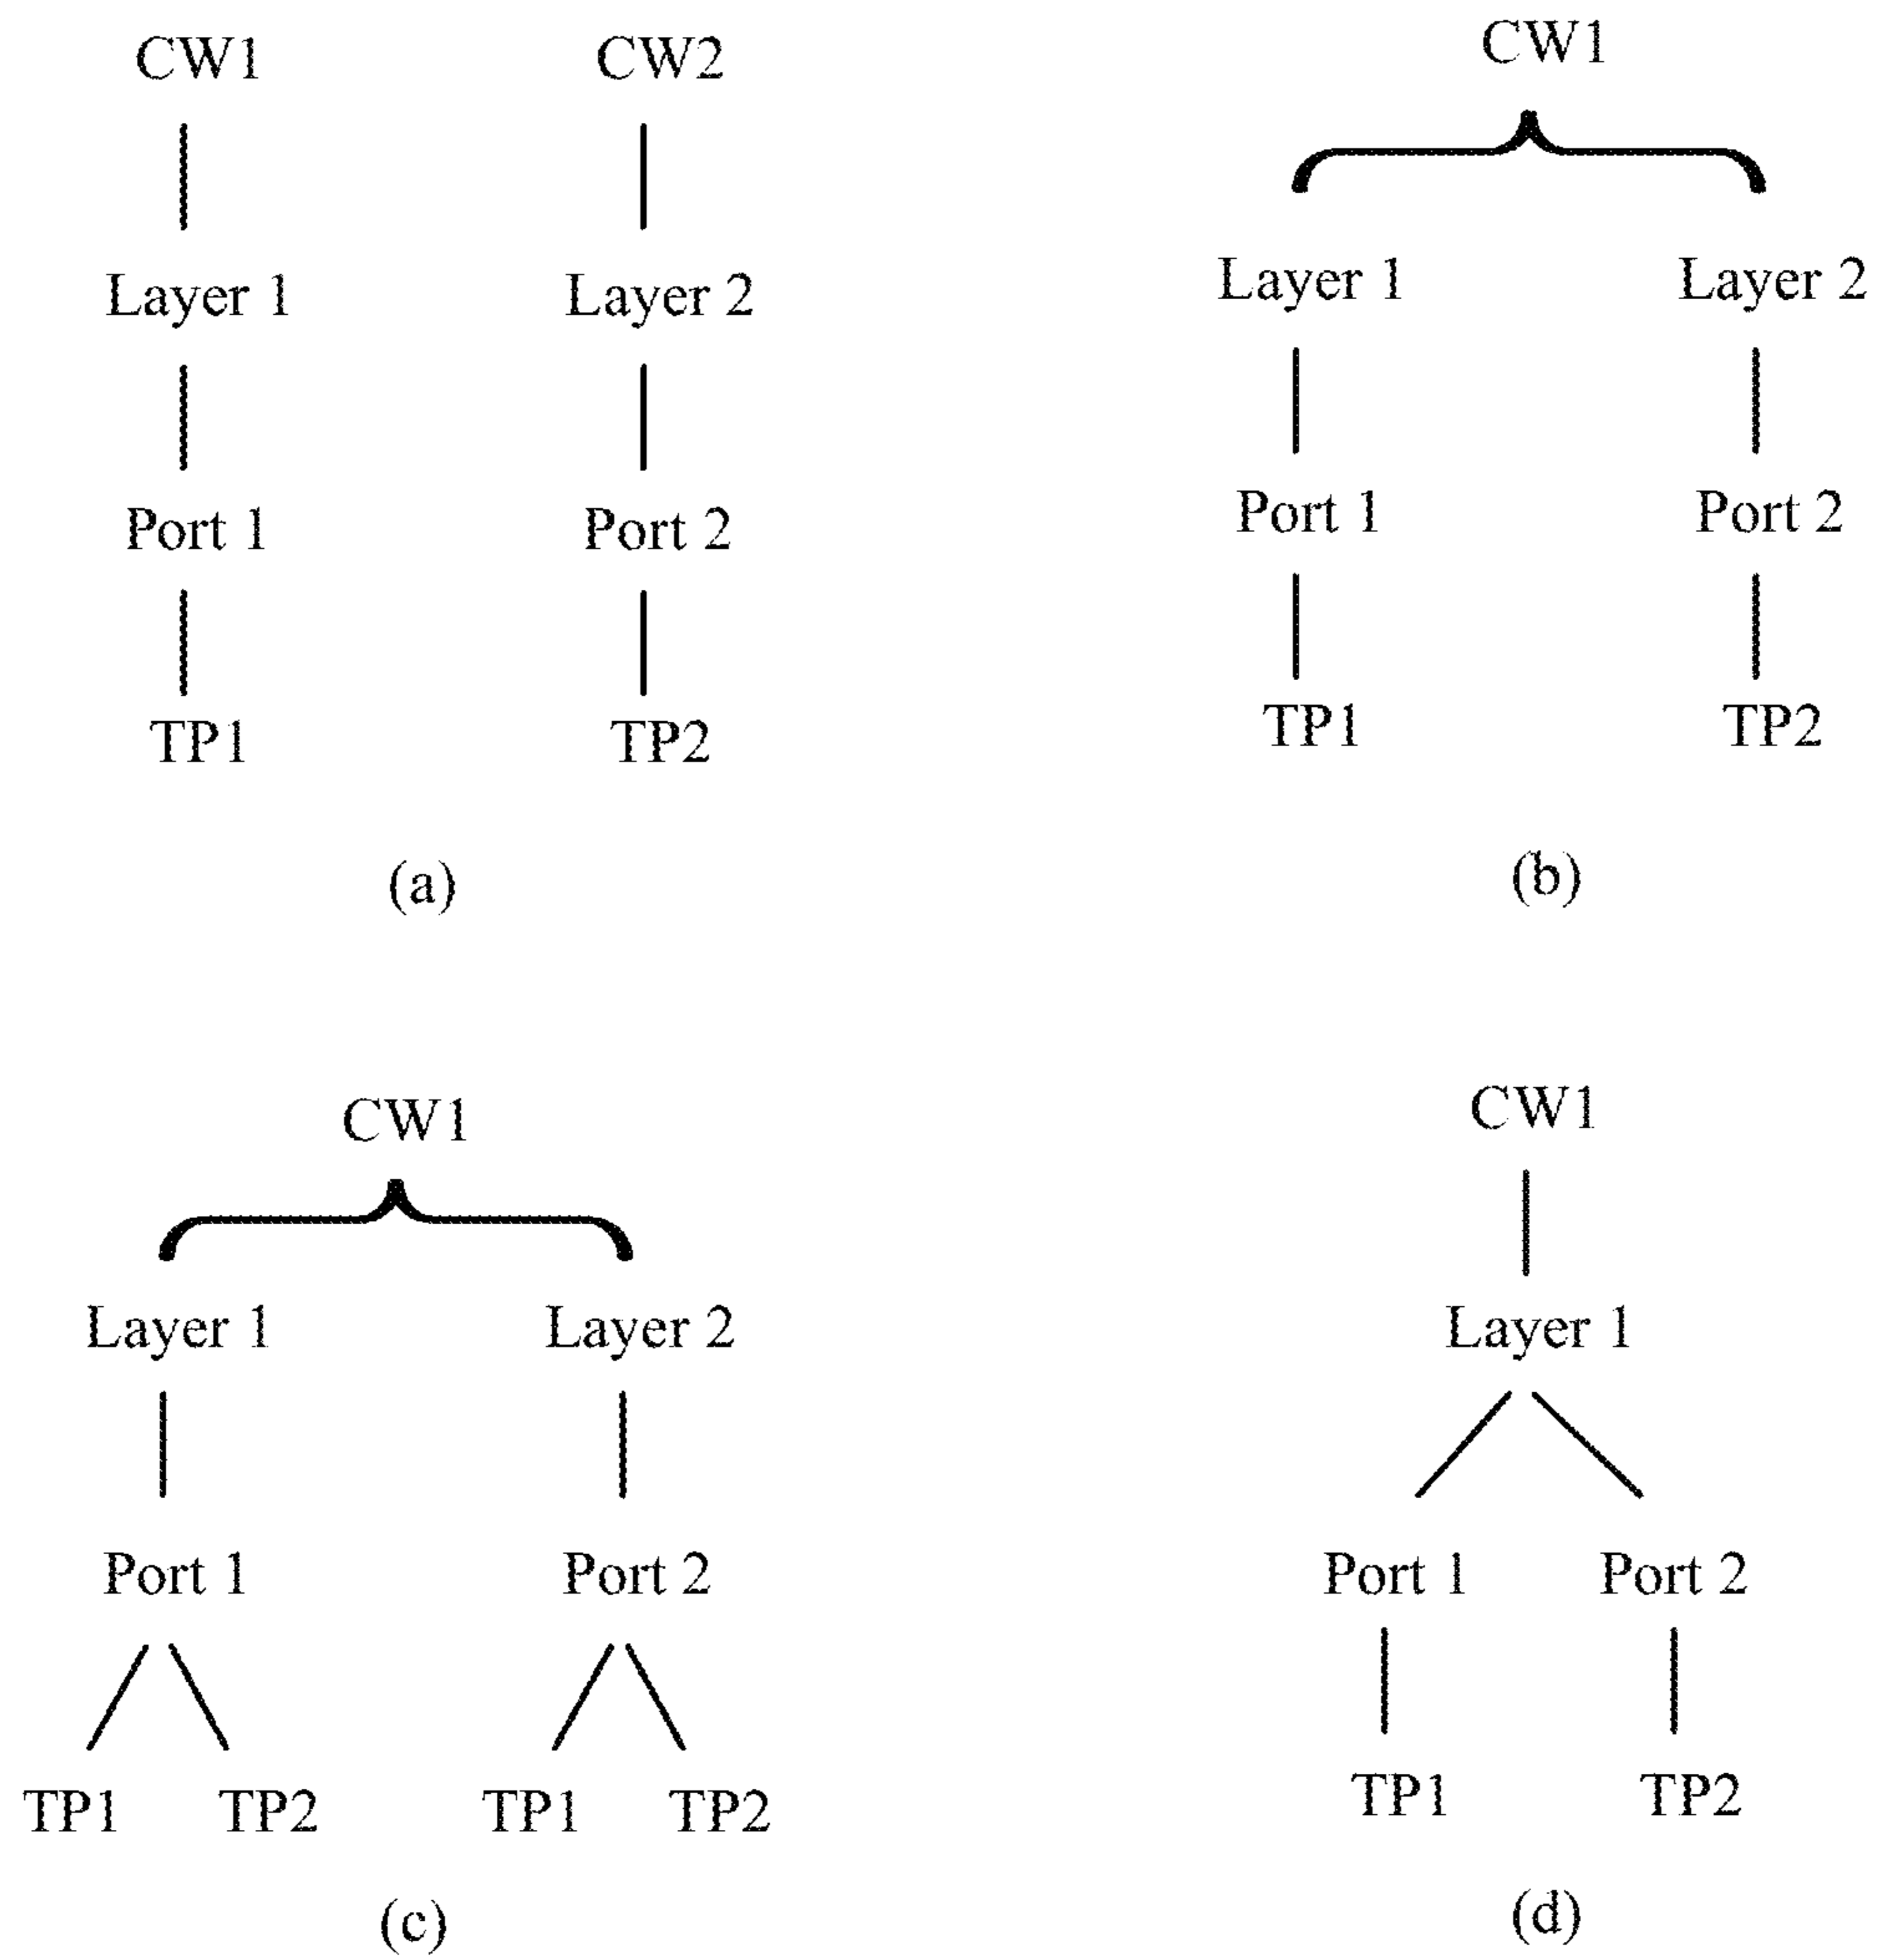 CW1 CW2
Layer 1 Layer 2
Port 1 Port 2
TP1 TP2
(a)
CW1
Layer 1 Layer 2
Port 1 Port 2
TP1 TP2
(b)
CW1
Layer 1 Layer 2
Port 1 Port 2
TP1 TP2 TP1 TP2
(c)
CW1
Layer 1
Port 1 Port 2
TP1 TP2
(d)